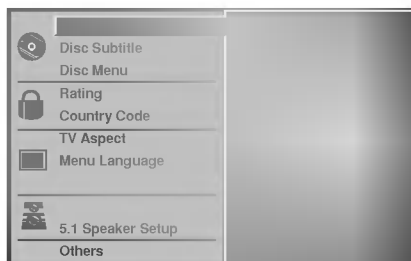 Disc Subtitle
Disc Menu
Rating
Country Code
TV Aspect
Menu Language
5.1 Speaker Setup
Others